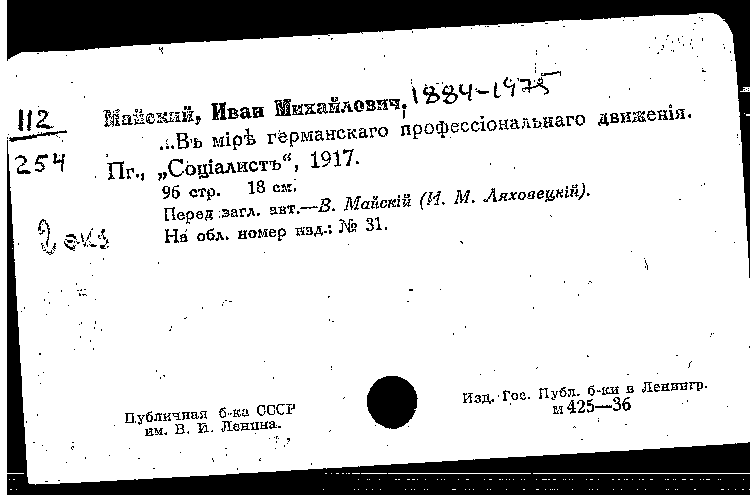 112
254
2 экз
Майский, Иван Михайлович, 1884-1975
...Въ мірѣ германскаго профессіональнаго движенія.
Пг., „Соціалистъ“, 1917.
96 стр. 18 см.
Перед загл. авт.—В. Майскій (И. М. Ляховецкій).
На обл. номер изд.: № 31.
Публичная б-ка СССР
им. В. И. Ленина.
Изд. Гос. Публ. б-ки в Ленингр.
м 425—36